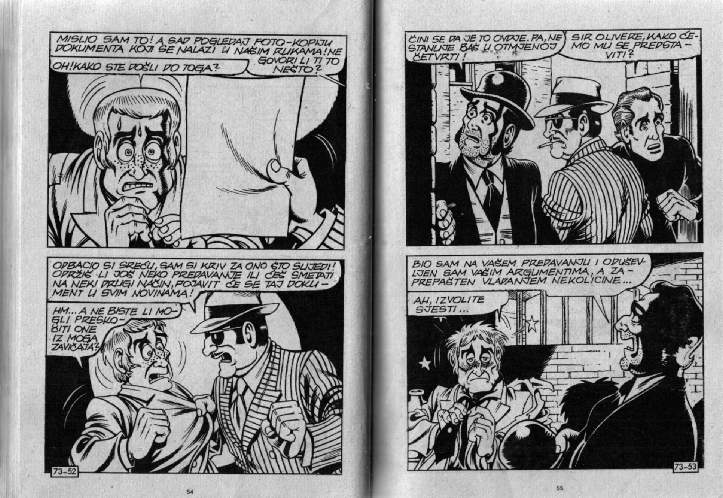 MISLIO SAM TO! A SAD POGLEDAJ FOTO-KOPIJU
DOKUMENTA KOJI SE NALAZI U NAŠIM RUKAMA! NE
GOVORI LI TI TO
NEŠTO?
OH! KAKO STE DOŠLI DO TOGA?
ODBACIO SI SREĆU, SAM SI KRIV ZA ONO ŠTO SLIJEDI!
ODRŽIŠ LI JOŠ NEKO PREDAVANJE ILI ĆEŠ SMETATI
NA NEKI DRUGI NAČIN, POJAVIT ĆE SE TAJ DOKU-
MENT U SVIM NOVINAMA!
HM... A NE BISTE LI MO-
GLI PRESKO-
ČITI ONE
IZ MOGA
ZAVIČAJA?
73-52
54
ČINI SE DA JE TO OVDJE. PA, NE
STANUJE BAŠ U OTMJENOJ
ČETVRTI!
SIR OLIVERE, KAKO ĆE-
MO MU SE PREDSTA-
VITI?
BIO SAM NA VAŠEM PREDAVANJU I ODUŠEV-
LJEN SAM VAŠIM ARGUMENTIMA, A ZA-
PREPAŠTEN VLADANJEM NEKOLICINE...
AH, IZVOLITE
SJESTI...
73-53
55